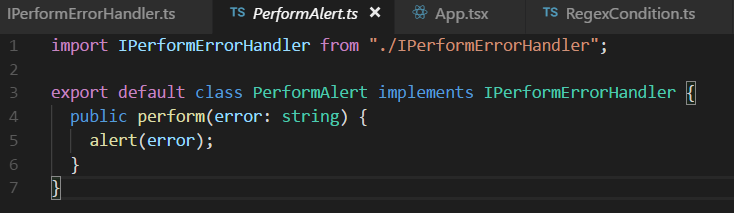 IPerformErrorHandler.ts TS PerformAlert.ts × App.tsx TS RegexCondition.ts
1 import IPerformErrorHandler from "./IPerformErrorHandler";
2
3 export default class PerformAlert implements IPerformErrorHandler {
4 public perform(error: string) {
5 alert(error);
6 }
7 }